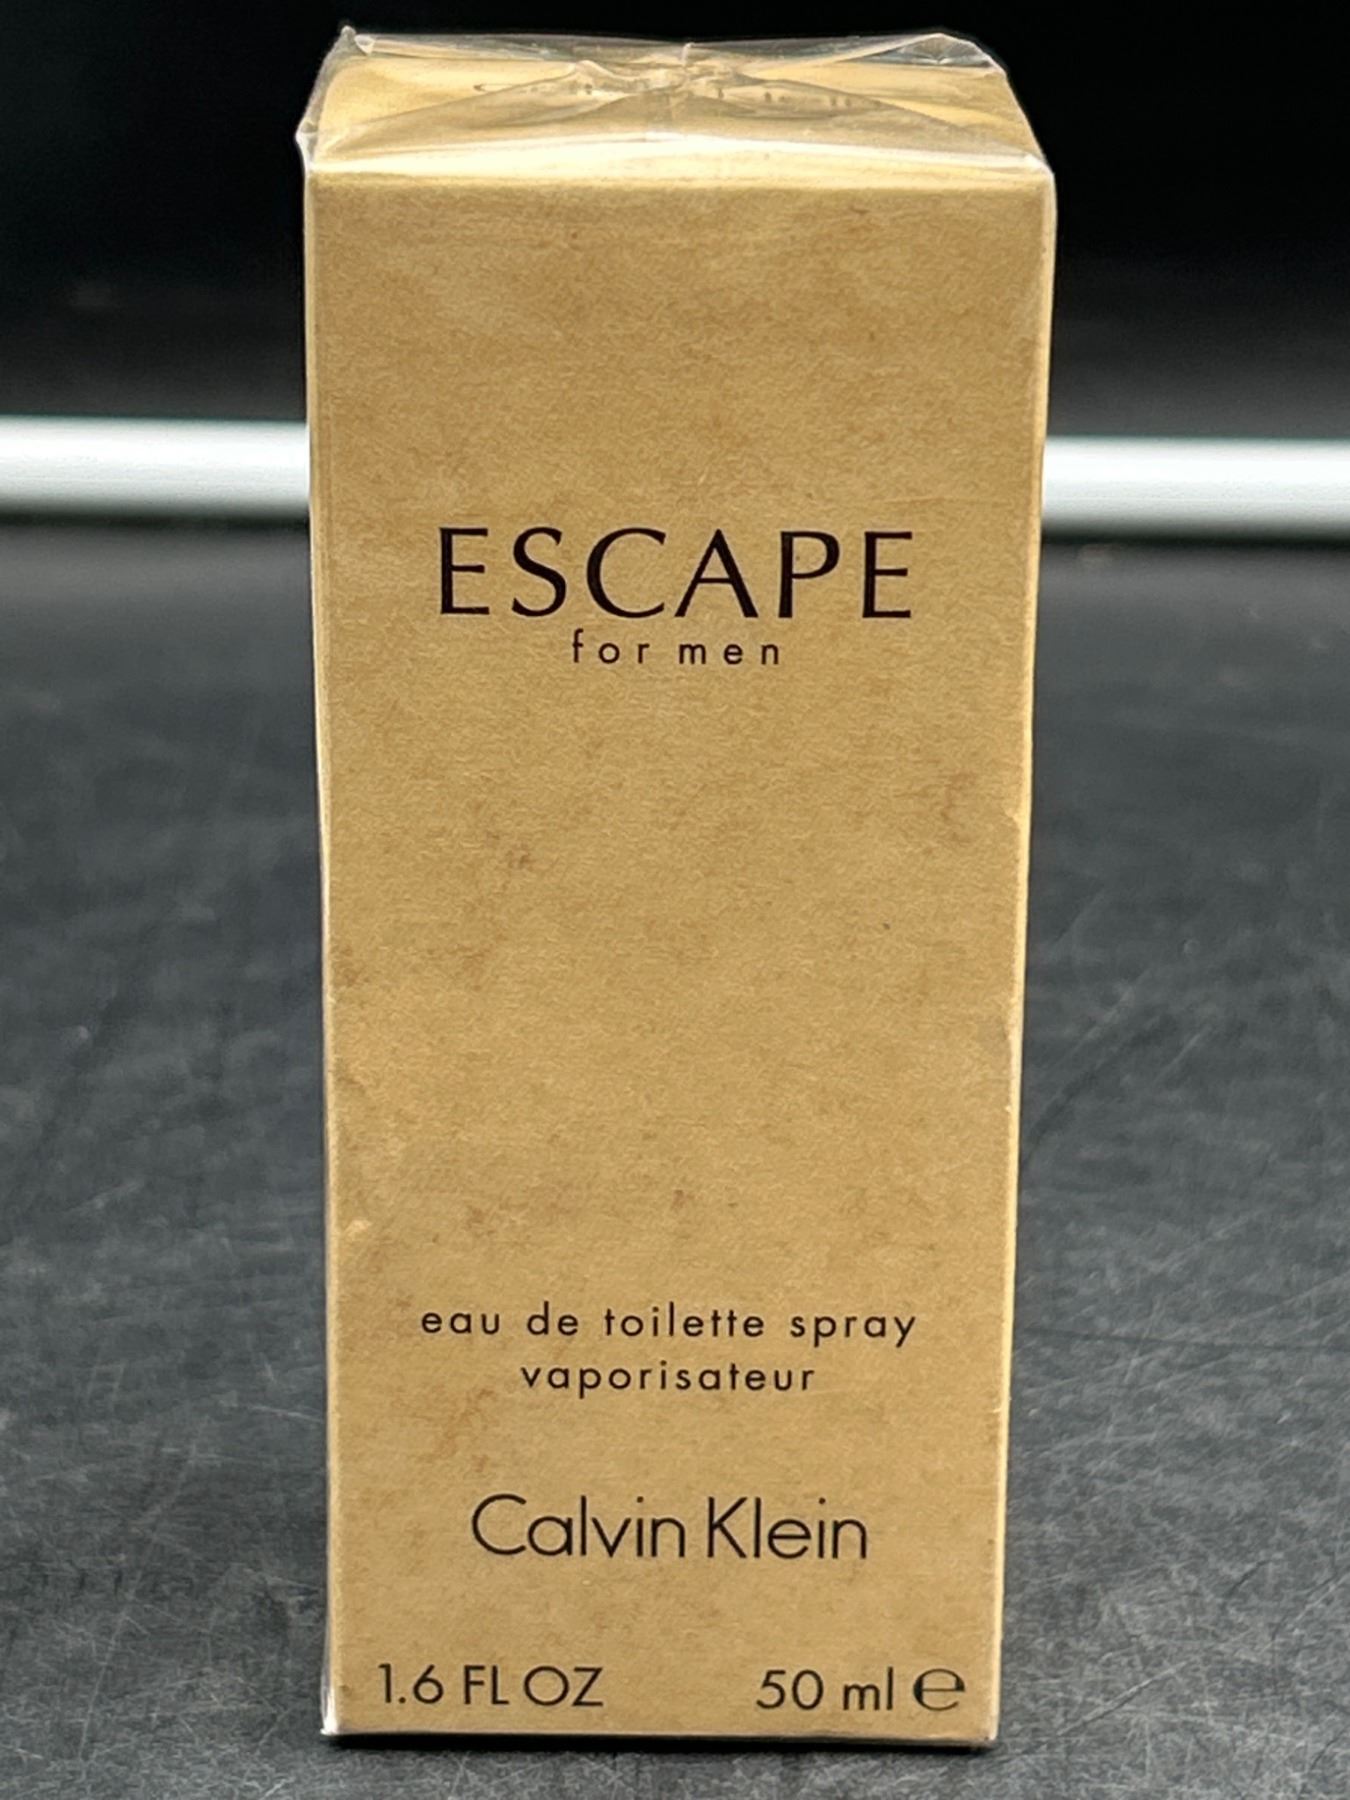 ESCAPE
for men
eau de toilette spray
vaporisateur
Calvin Klein
1.6 FL OZ 50 ml ℮